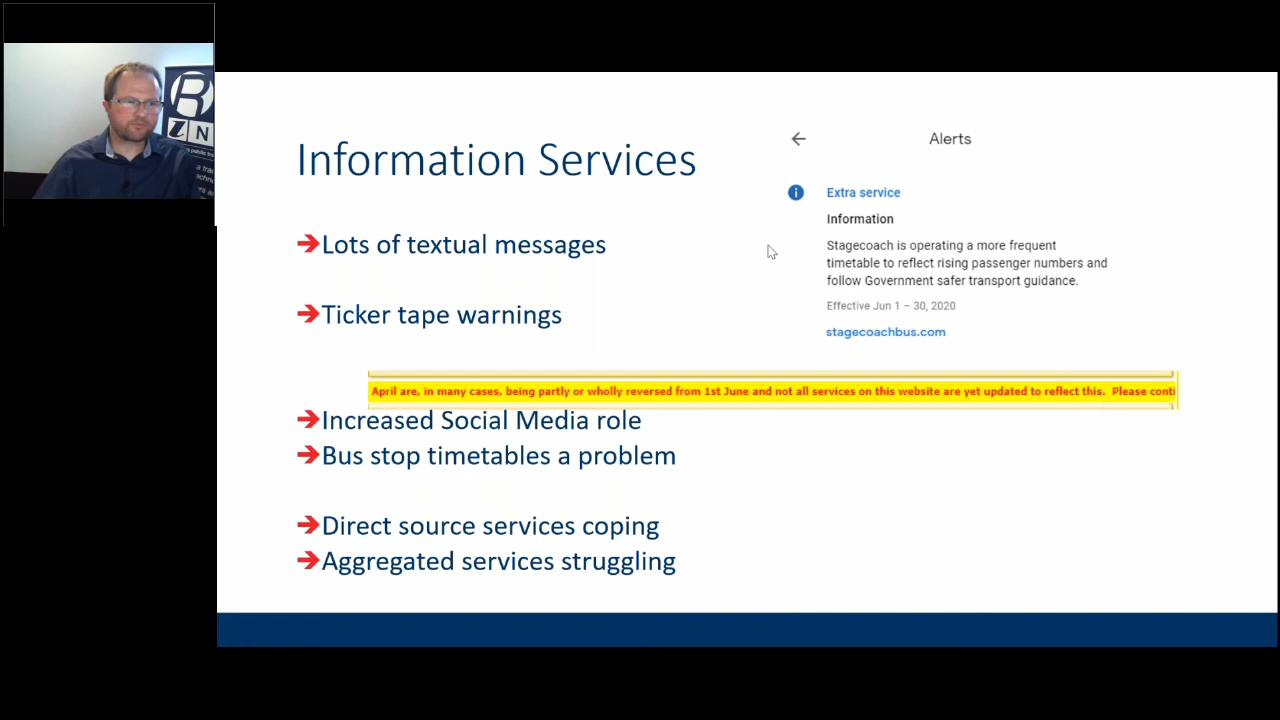 R
iN
Information Services
Lots of textual messages
Ticker tape warnings
Alerts
Extra service
Information
Stagecoach is operating a more frequent
timetable to reflect rising passenger numbers and
follow Government safer transport guidance.
Effective Jun 1 – 30, 2020
stagecoachbus.com
April are, in many cases, being partly or wholly reversed from 1st June and not all services on this website are yet updated to reflect this. Please conti
Increased Social Media role
Bus stop timetables a problem
Direct source services coping
Aggregated services struggling